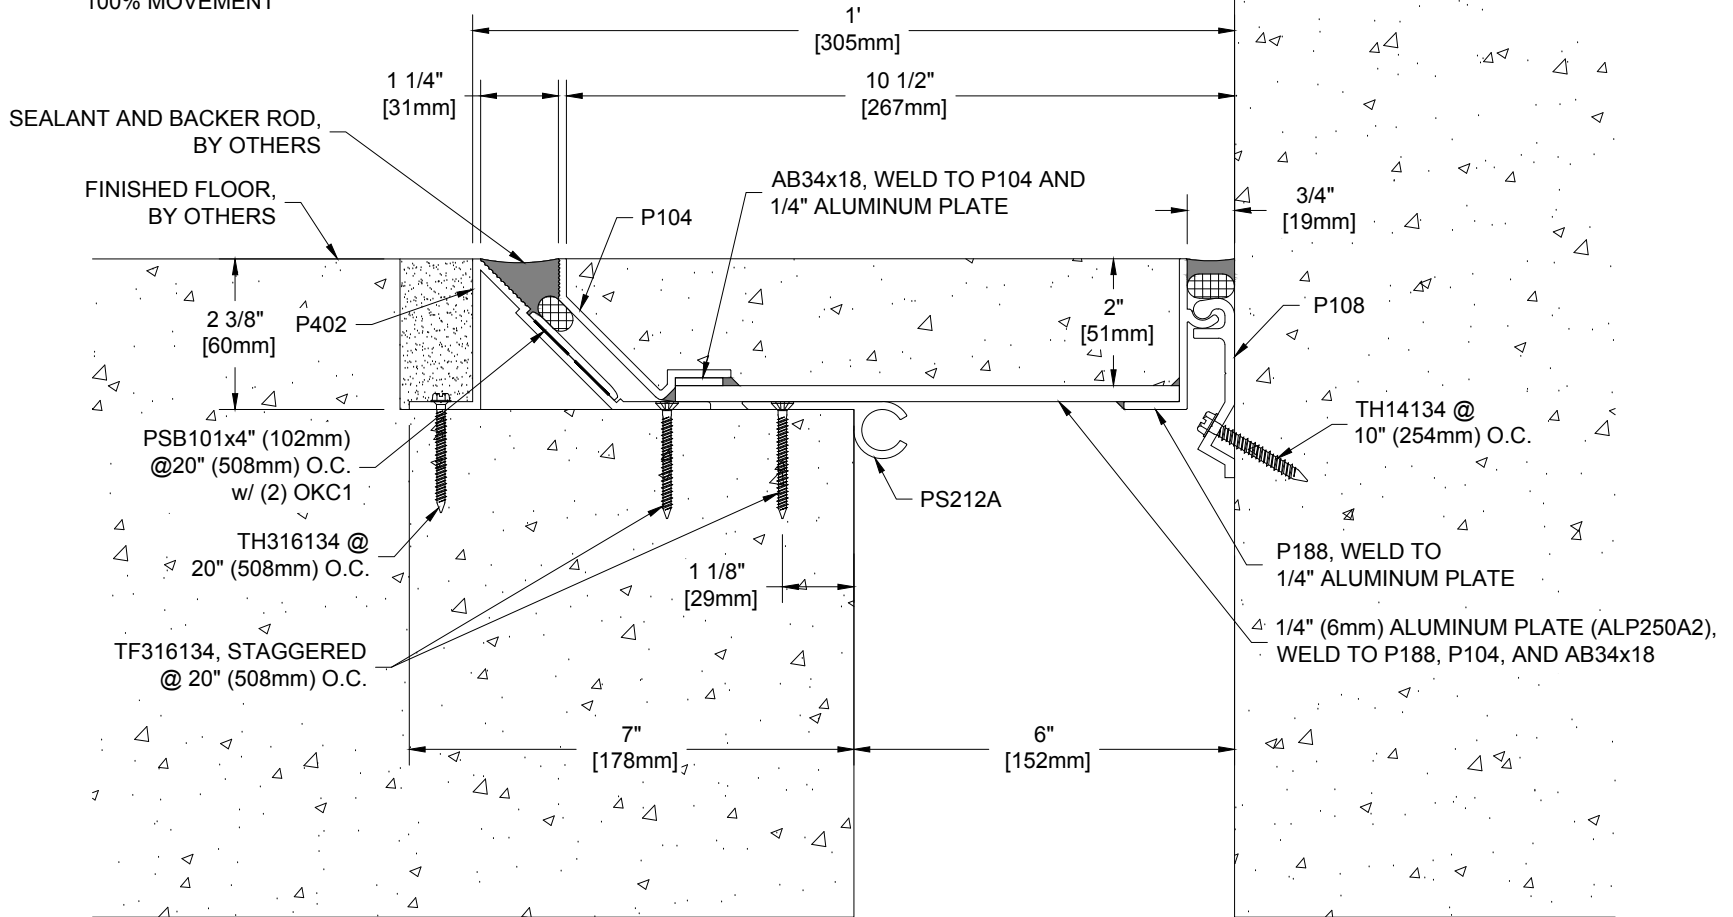 100% MOVEMENT
1'
[305mm]
1 1/4"
[31mm]
10 1/2"
[267mm]
SEALANT AND BACKER ROD,
BY OTHERS
FINISHED FLOOR,
BY OTHERS
AB34x18, WELD TO P104 AND
1/4" ALUMINUM PLATE
P104
3/4"
[19mm]
2 3/8"
[60mm]
P402
2"
[51mm]
P108
PSB101x4" (102mm)
@20" (508mm) O.C.
w/ (2) OKC1
TH14134 @
10" (254mm) O.C.
PS212A
TH316134 @
20" (508mm) O.C.
1 1/8"
[29mm]
P188, WELD TO
1/4" ALUMINUM PLATE
TF316134, STAGGERED
@ 20" (508mm) O.C.
1/4" (6mm) ALUMINUM PLATE (ALP250A2),
WELD TO P188, P104, AND AB34x18
7"
[178mm]
6"
[152mm]